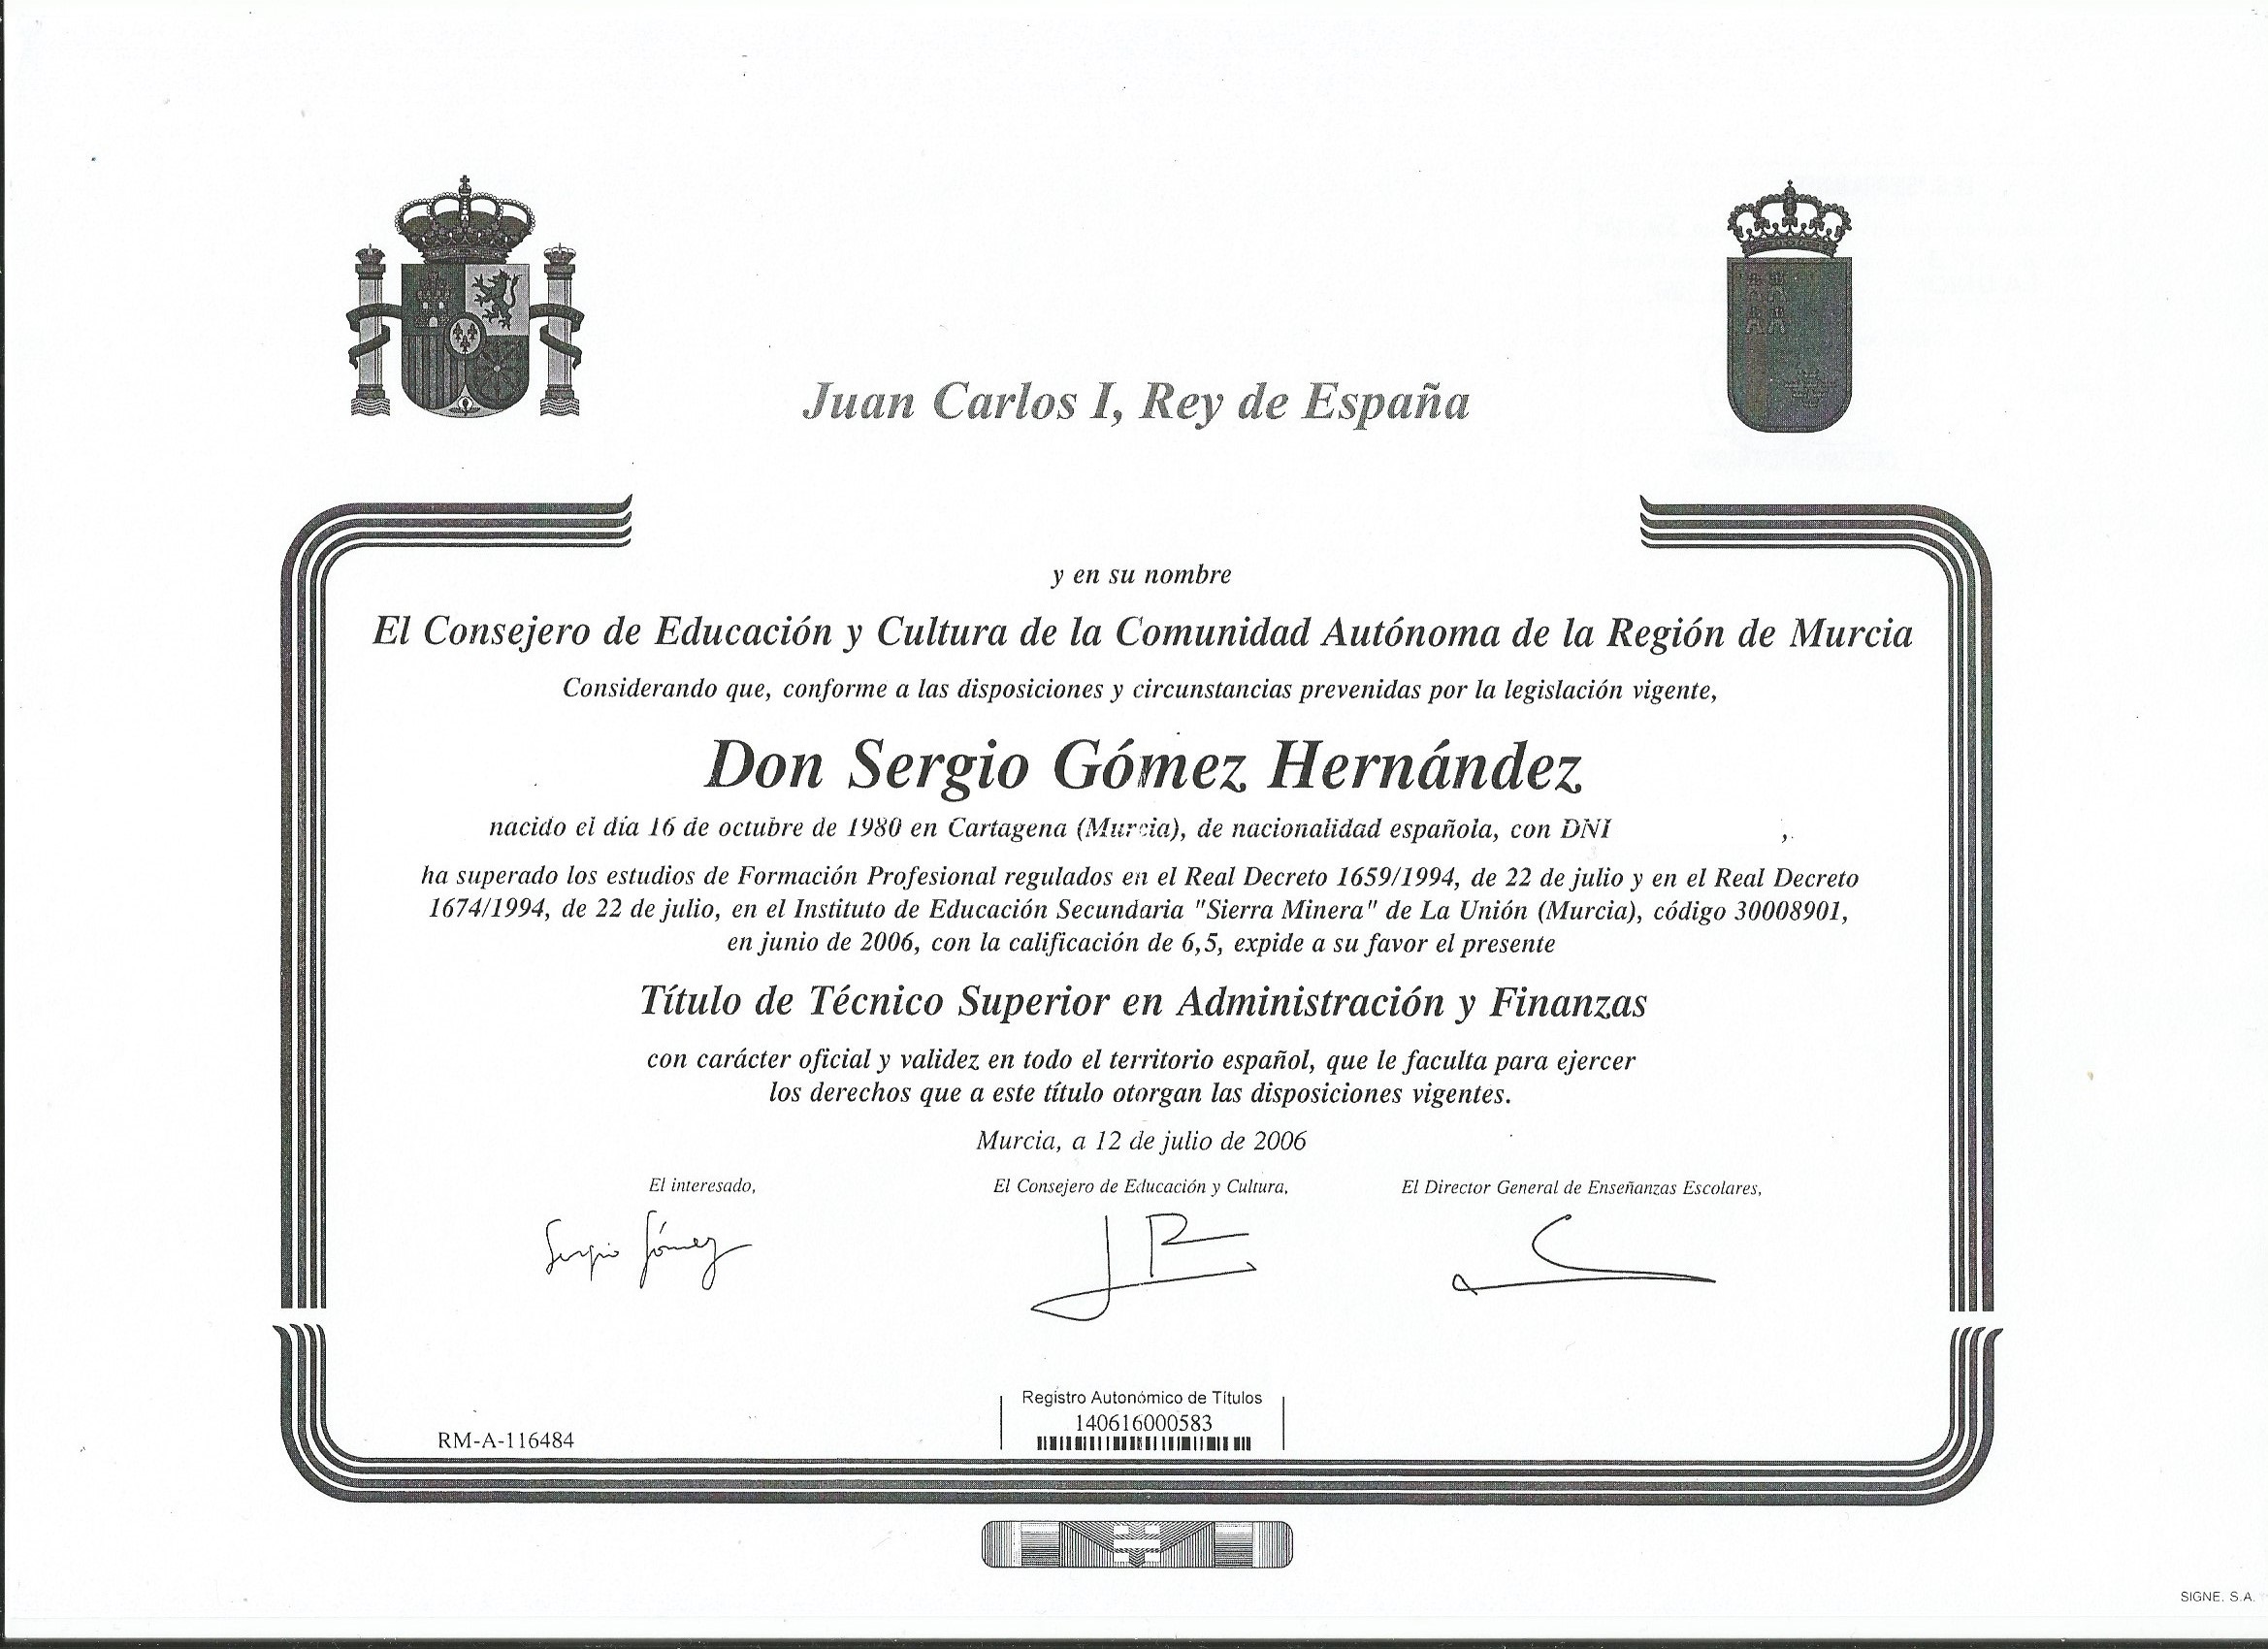 Juan Carlos I, Rey de España
y en su nombre
El Consejero de Educación y Cultura de la Comunidad Autónoma de la Región de Murcia
Considerando que, conforme a las disposiciones y circunstancias prevenidas por la legislación vigente,
Don Sergio Gómez Hernández
nacido el día 16 de octubre de 1980 en Cartagena (Murcia), de nacionalidad española, con DNI ,
ha superado los estudios de Formación Profesional regulados en el Real Decreto 1659/1994, de 22 de julio y en el Real Decreto
1674/1994, de 22 de julio, en el Instituto de Educación Secundaria "Sierra Minera" de La Unión (Murcia), código 30008901,
en junio de 2006, con la calificación de 6,5, expide a su favor el presente
Título de Técnico Superior en Administración y Finanzas
con carácter oficial y validez en todo el territorio español, que le faculta para ejercer
los derechos que a este título otorgan las disposiciones vigentes.
Murcia, a 12 de julio de 2006
El interesado, El Consejero de Educación y Cultura, El Director General de Enseñanzas Escolares,
Sergio Gómez
Registro Autonómico de Títulos
140616000583
RM-A-116484
SIGNE. S.A.